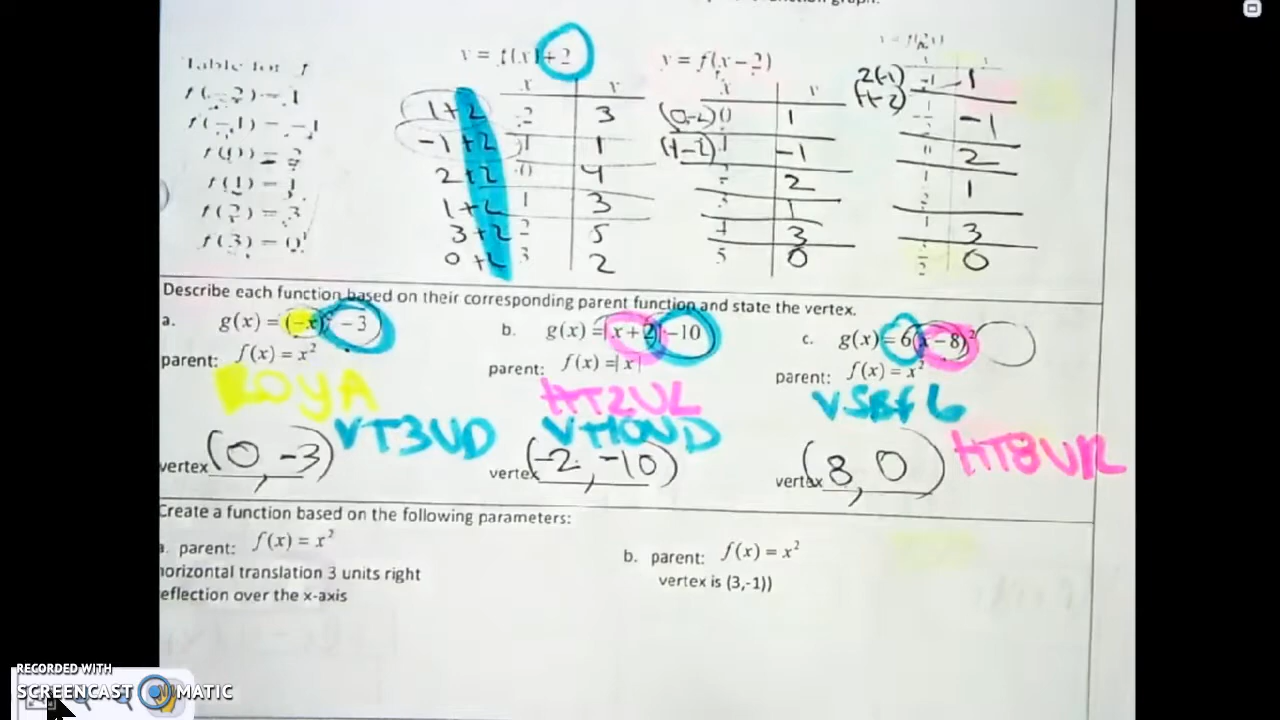 Table for f
f(-2) = 1
f(-1) = -1
f(0) = 2
f(1) = 1
f(2) = 3
f(3) = 0
y = f(x)+2
x y
1+2 -2 3
-1+2 -1 1
2+2 0 4
1+2 1 3
3+2 2 5
0+2 3 2
y = f(x-2)
x y
(0-2) 0 1
(1-2) 1 -1
2 2
3 1
4 3
5 0
2(-1) -1 1
-1
0 2
1
1 3
0
Describe each function based on their corresponding parent function and state the vertex.
a. g(x) = (-x)² - 3
parent: f(x) = x²
ROYA
VT3UD
vertex (0, -3)
b. g(x) = |x+2| -10
parent: f(x) = |x|
HT2UL
VT10UD
vertex (-2, -10)
c. g(x) = 6(x-8)²
parent: f(x) = x²
VSBf6
HT8UR
vertex (8, 0)
Create a function based on the following parameters:
a. parent: f(x) = x²
horizontal translation 3 units right
eflection over the x-axis
b. parent: f(x) = x²
vertex is (3,-1))
RECORDED WITH
SCREENCAST MATIC